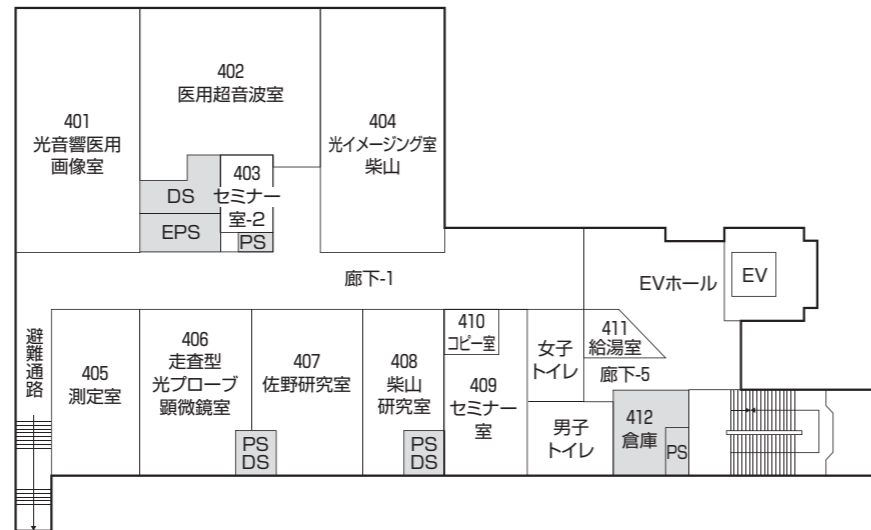 401
光音響医用
画像室
402
医用超音波室
404
光イメージング室
柴山
DS
403
セミナー
室-2
EPS
PS
廊下-1
EVホール
EV
避難通路
405
測定室
406
走査型
光プローブ
顕微鏡室
407
佐野研究室
408
柴山
研究室
410
コピー室
409
セミナー
室
女子
トイレ
411
給湯室
廊下-5
男子
トイレ
412
倉庫
PS
PS
DS
PS
DS